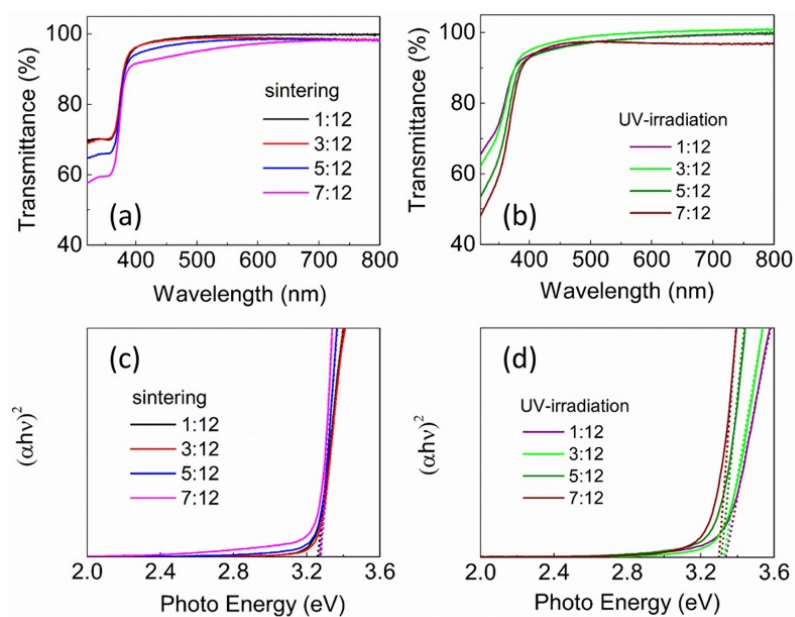 100
80
60
40
Transmittance (%)
sintering
1:12
3:12
5:12
7:12
(a)
400 500 600 700 800
Wavelength (nm)
100
80
60
40
Transmittance (%)
UV-irradiation
1:12
3:12
5:12
7:12
(b)
400 500 600 700 800
Wavelength (nm)
(c)
(αhν)²
sintering
1:12
3:12
5:12
7:12
2.0 2.4 2.8 3.2 3.6
Photo Energy (eV)
(d)
(αhν)²
UV-irradiation
1:12
3:12
5:12
7:12
2.0 2.4 2.8 3.2 3.6
Photo Energy (eV)